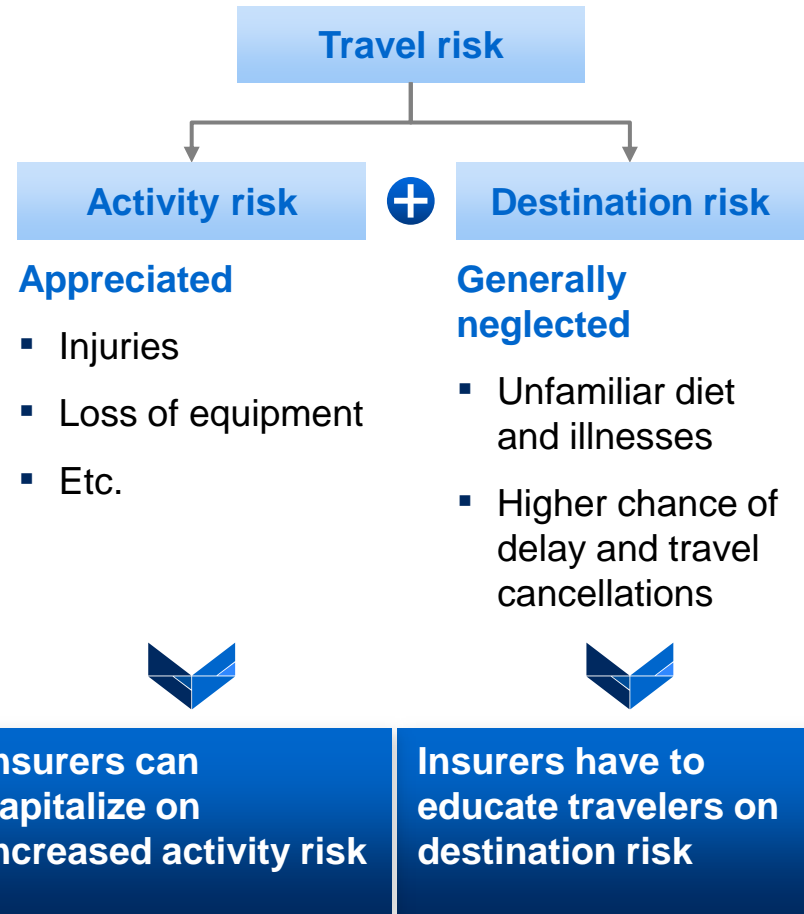 Travel risk
Activity risk
Destination risk
Appreciated
▪ Injuries
▪ Loss of equipment
▪ Etc.
Generally
neglected
▪ Unfamiliar diet
and illnesses
▪ Higher chance of
delay and travel
cancellations
nsurers can
apitalize on
ncreased activity risk
Insurers have to
educate travelers on
destination risk